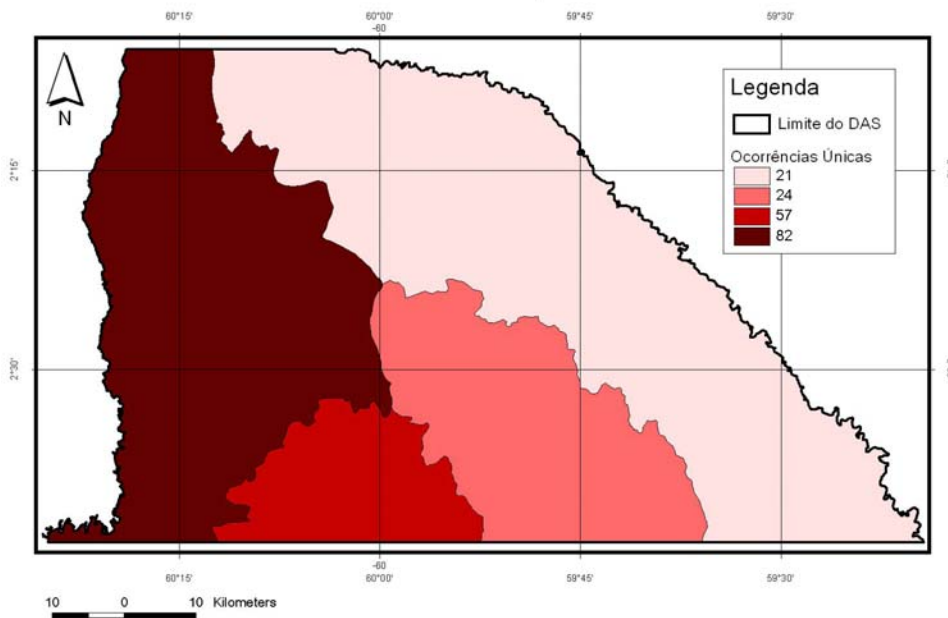 60°15' 60°00' 59°45' 59°30'
-60
N
Legenda
Limite do DAS
Ocorrências Únicas
21
24
57
82
2°15'
2°30'
60°15' 60°00' 59°45' 59°30'
-60
10 0 10 Kilometers